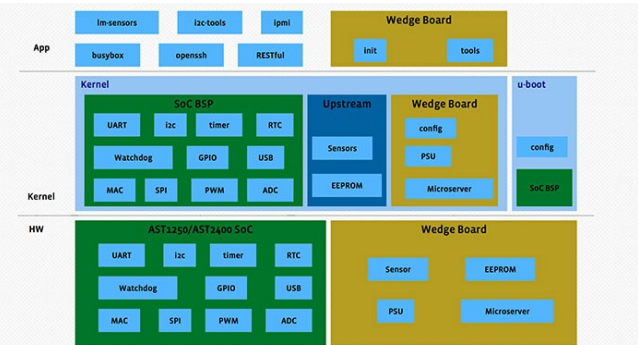 lm-sensors i2c-tools ipmi Wedge Board
App
busybox openssh RESTful init tools
Kernel u-boot
SoC BSP Upstream Wedge Board
UART i2c timer RTC config
Sensors config
Watchdog GPIO USB PSU
MAC SPI PWM ADC EEPROM Microserver SoC BSP
Kernel
HW AST1250/AST2400 SoC Wedge Board
UART i2c timer RTC
Sensor EEPROM
Watchdog GPIO USB
PSU Microserver
MAC SPI PWM ADC